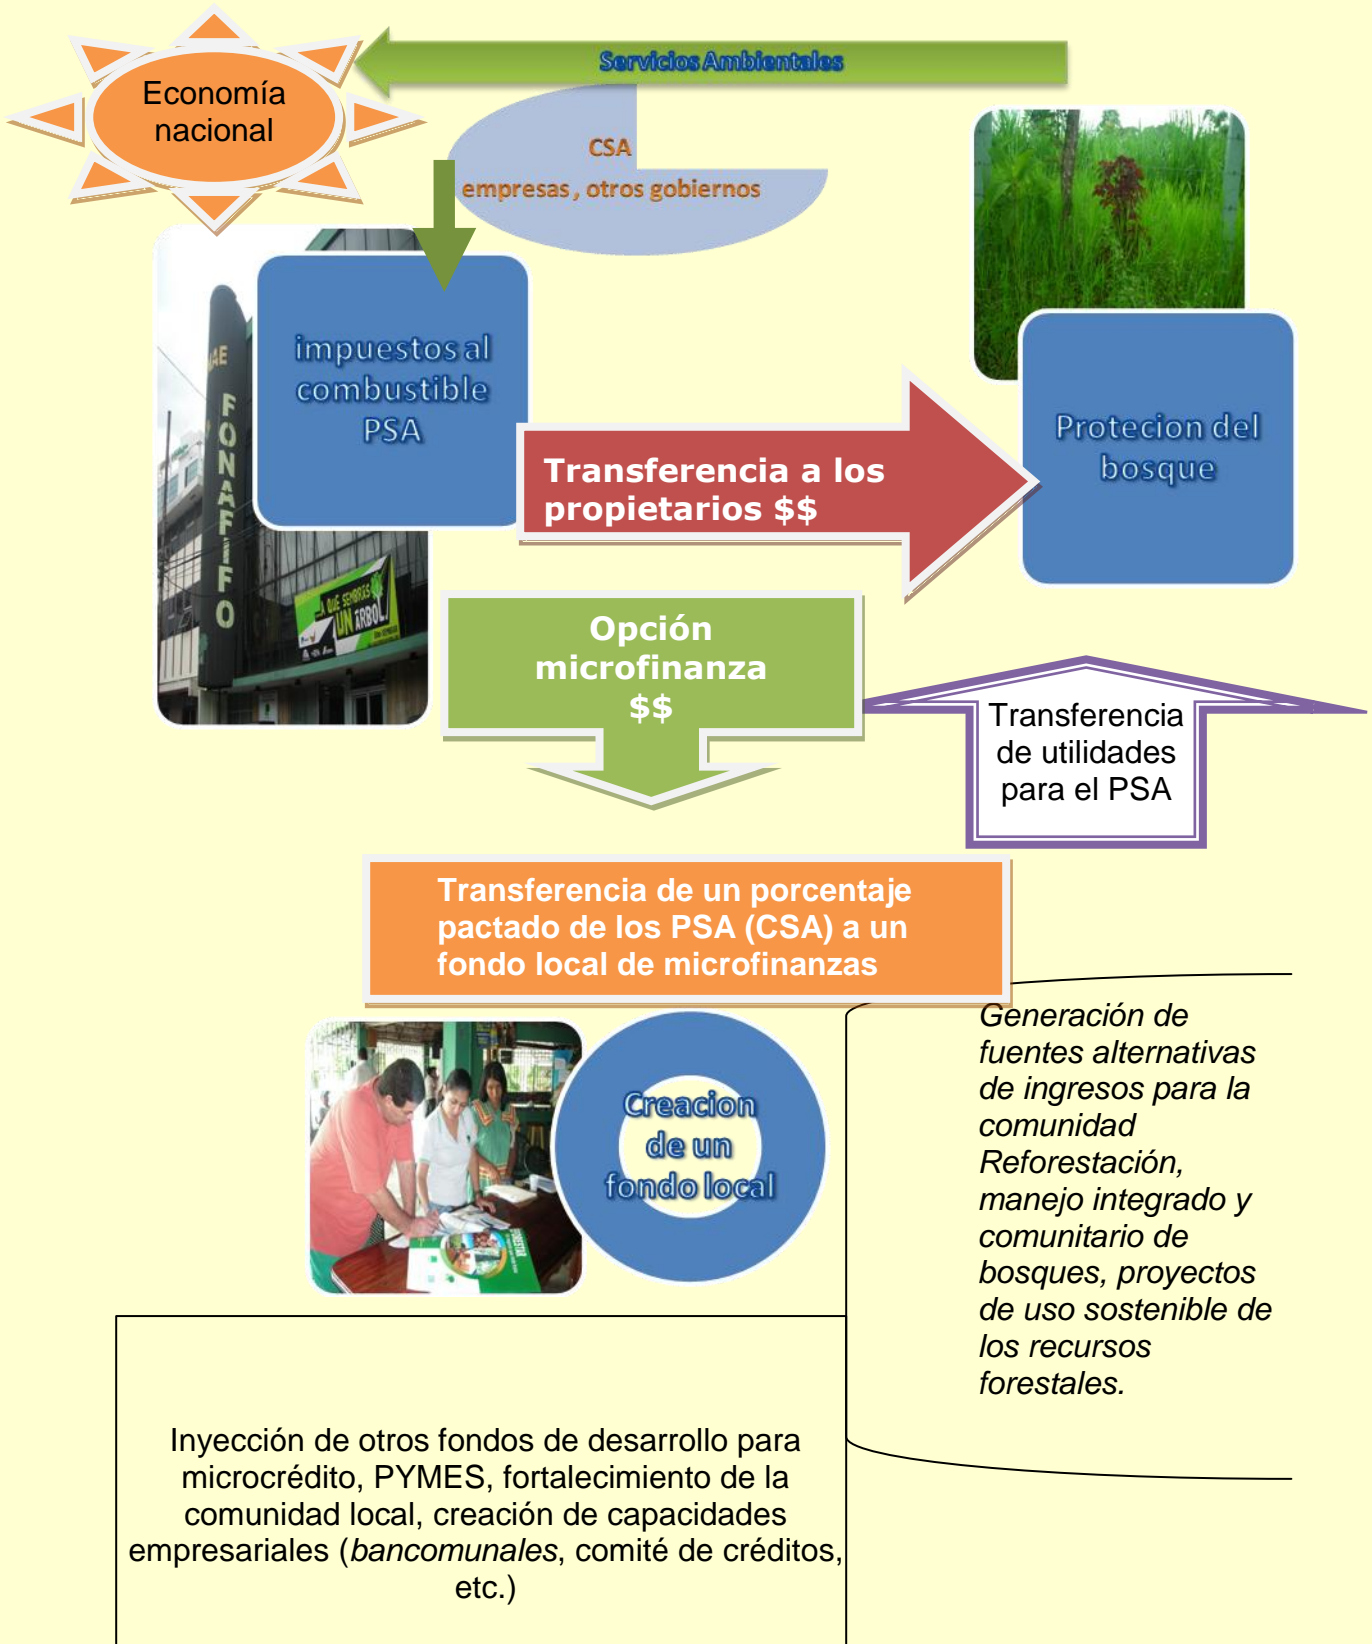 Servicios Ambientales
Economía
nacional
CSA
empresas, otros gobiernos
impuestos al
combustible
PSA
FONAFIFO
A QUE SEMBRÁS
UN ARBOL
Transferencia a los
propietarios $$
Protecion del
bosque
Opción
microfinanza
$$
Transferencia
de utilidades
para el PSA
Transferencia de un porcentaje
pactado de los PSA (CSA) a un
fondo local de microfinanzas
Creacion
de un
fondo local
Generación de
fuentes alternativas
de ingresos para la
comunidad
Reforestación,
manejo integrado y
comunitario de
bosques, proyectos
de uso sostenible de
los recursos
forestales.
Inyección de otros fondos de desarrollo para
microcrédito, PYMES, fortalecimiento de la
comunidad local, creación de capacidades
empresariales (bancomunales, comité de créditos,
etc.)